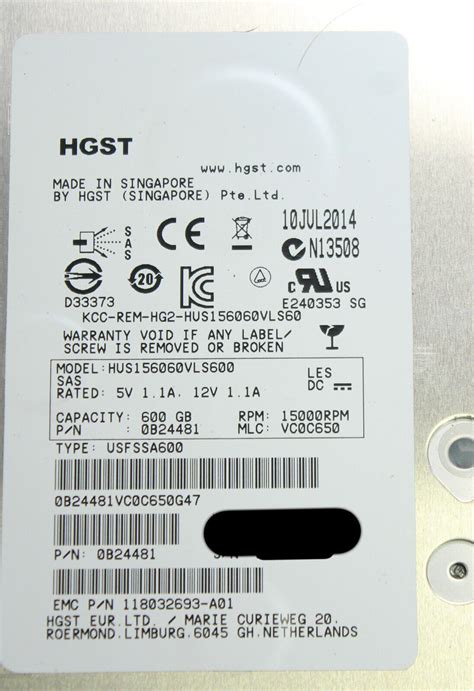 HGST
www.hgst.com
MADE IN SINGAPORE
BY HGST (SINGAPORE) Pte.Ltd.
SAS
CE
10JUL2014
N13508
D33373
20
c RU US
E240353 SG
KCC-REM-HG2-HUS156060VLS60
WARRANTY VOID IF ANY LABEL/
SCREW IS REMOVED OR BROKEN
MODEL:HUS156060VLS600
LES
SAS
DC
RATED: 5V 1.1A, 12V 1.1A
CAPACITY: 600 GB RPM: 15000RPM
P/N : 0B24481 MLC: VC0C650
TYPE: USFSSA600
0B24481VC0C650G47
P/N: 0B24481
EMC P/N 118032693-A01
HGST EUR.LTD. / MARIE CURIEWEG 20,
ROERMOND.LIMBURG.6045 GH.NETHERLANDS